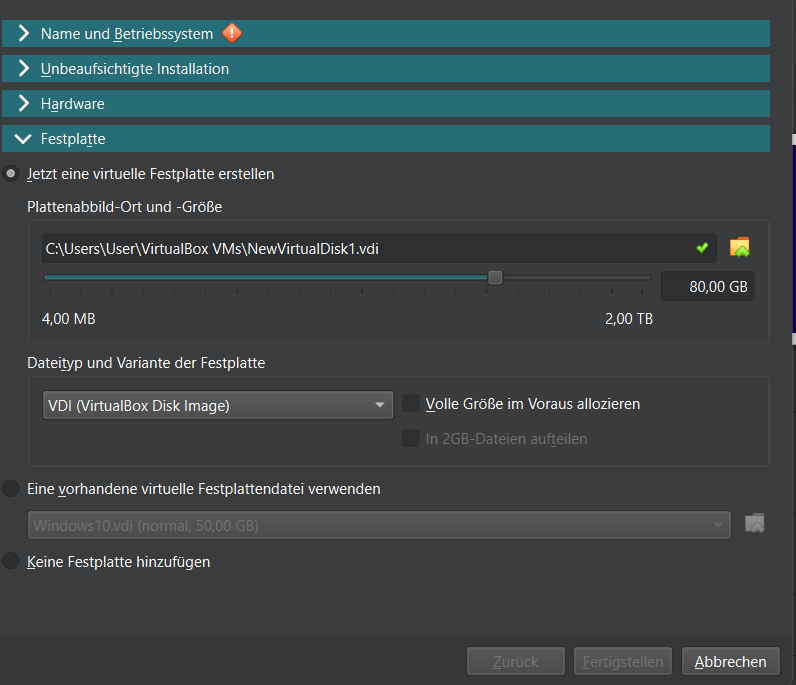 Name und Betriebssystem
Unbeaufsichtigte Installation
Hardware
Festplatte
Jetzt eine virtuelle Festplatte erstellen
Plattenabbild-Ort und -Größe
C:\Users\User\VirtualBox VMs\NewVirtualDisk1.vdi
80,00 GB
4,00 MB 2,00 TB
Dateityp und Variante der Festplatte
VDI (VirtualBox Disk Image) Volle Größe im Voraus allozieren
In 2GB-Dateien aufteilen
Eine vorhandene virtuelle Festplattendatei verwenden
Windows10.vdi (normal, 50,00 GB)
Keine Festplatte hinzufügen
Zurück Fertigstellen Abbrechen